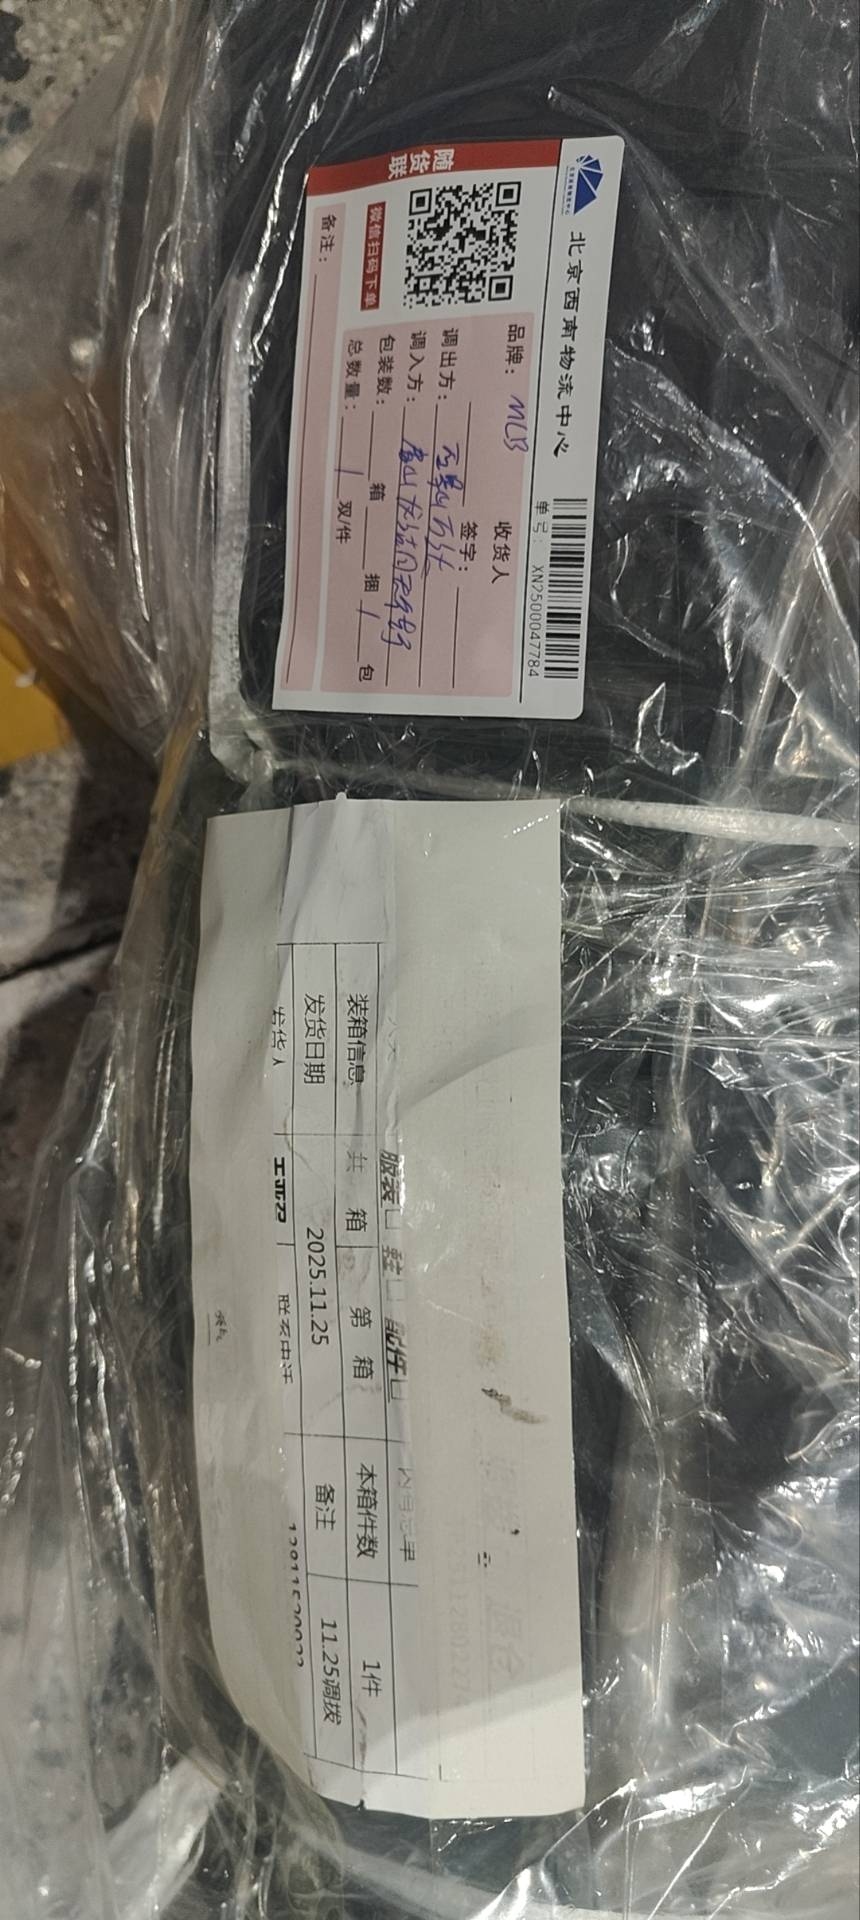 北京西南物流中心
单号: XN2500047784
随货联
微信扫码下单
品牌: MLB
收货人
签字:
调出方:
调入方:
包装数: 箱 捆 1 包
总数量: 1 双/件
备注:
服装□ 鞋□ 配件□
装箱信息 共 箱 第 箱 本箱件数 1件
发货日期 2025.11.25 备注 11.25调拨
发货人